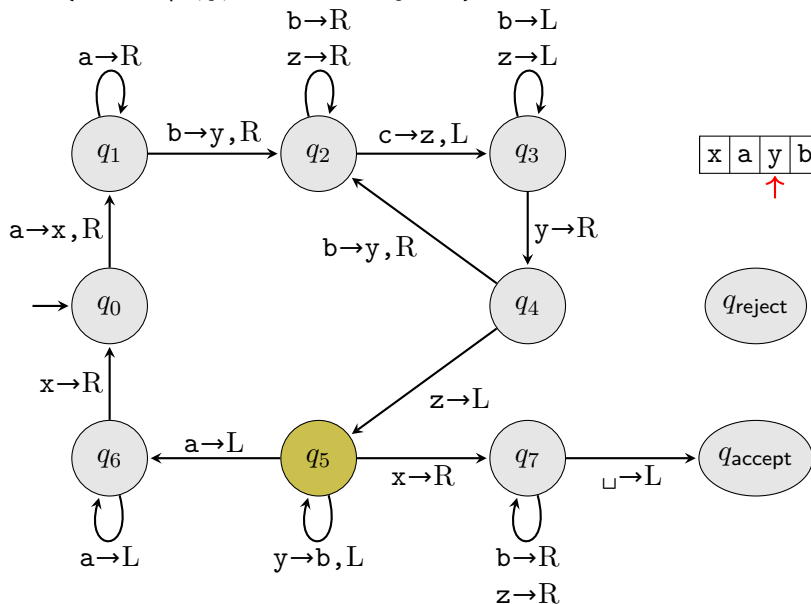 b→R b→L
a→R z→R z→L
q1 b→y,R q2 c→z,L q3 x a y b
a→x,R b→y,R y→R
q0 q4 qreject
x→R z→L
q6 a→L q5 x→R q7 ␣→L qaccept
a→L y→b,L b→R
z→R